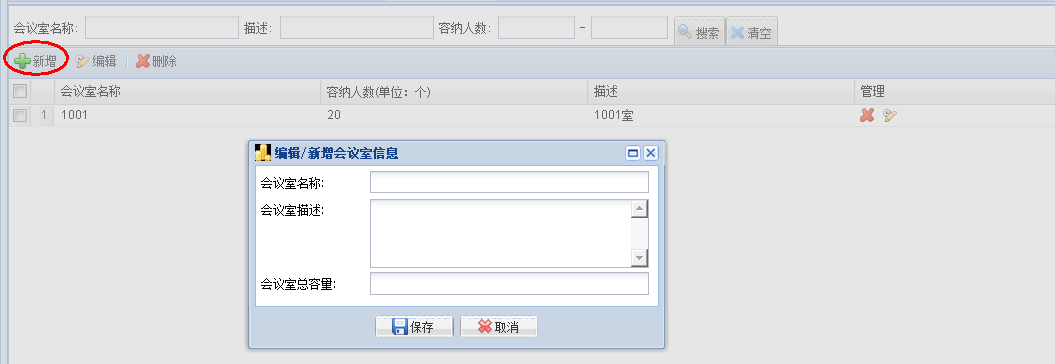 会议室名称: 描述: 容纳人数: - 搜索 清空
新增 编辑 删除
会议室名称 容纳人数(单位：个) 描述 管理
1 1001 20 1001室
编辑/新增会议室信息
会议室名称:
会议室描述:
会议室总容量:
保存 取消